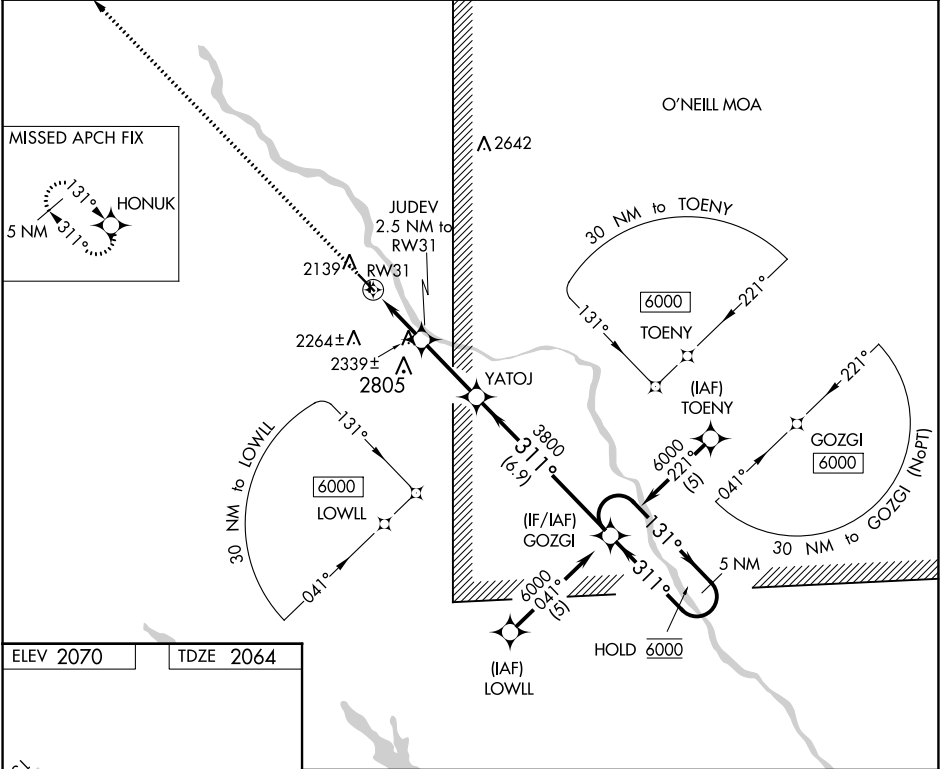 O'NEILL MOA
2642
MISSED APCH FIX
131°
HONUK
5 NM
311°
JUDEV
2.5 NM to
RW31
2139
RW31
2264±
2339±
2805
YATOJ
30 NM to TOENY
6000
TOENY
131°
221°
(IAF)
TOENY
6000
221°
(5)
221°
GOZGI
6000
041°
30 NM to GOZGI (NoPT)
30 NM to LOWLL
131°
6000
LOWLL
041°
3800
311°
(6.9)
(IF/IAF)
GOZGI
131°
311°
5 NM
HOLD 6000
6000
041°
(5)
(IAF)
LOWLL
ELEV 2070
TDZE 2064